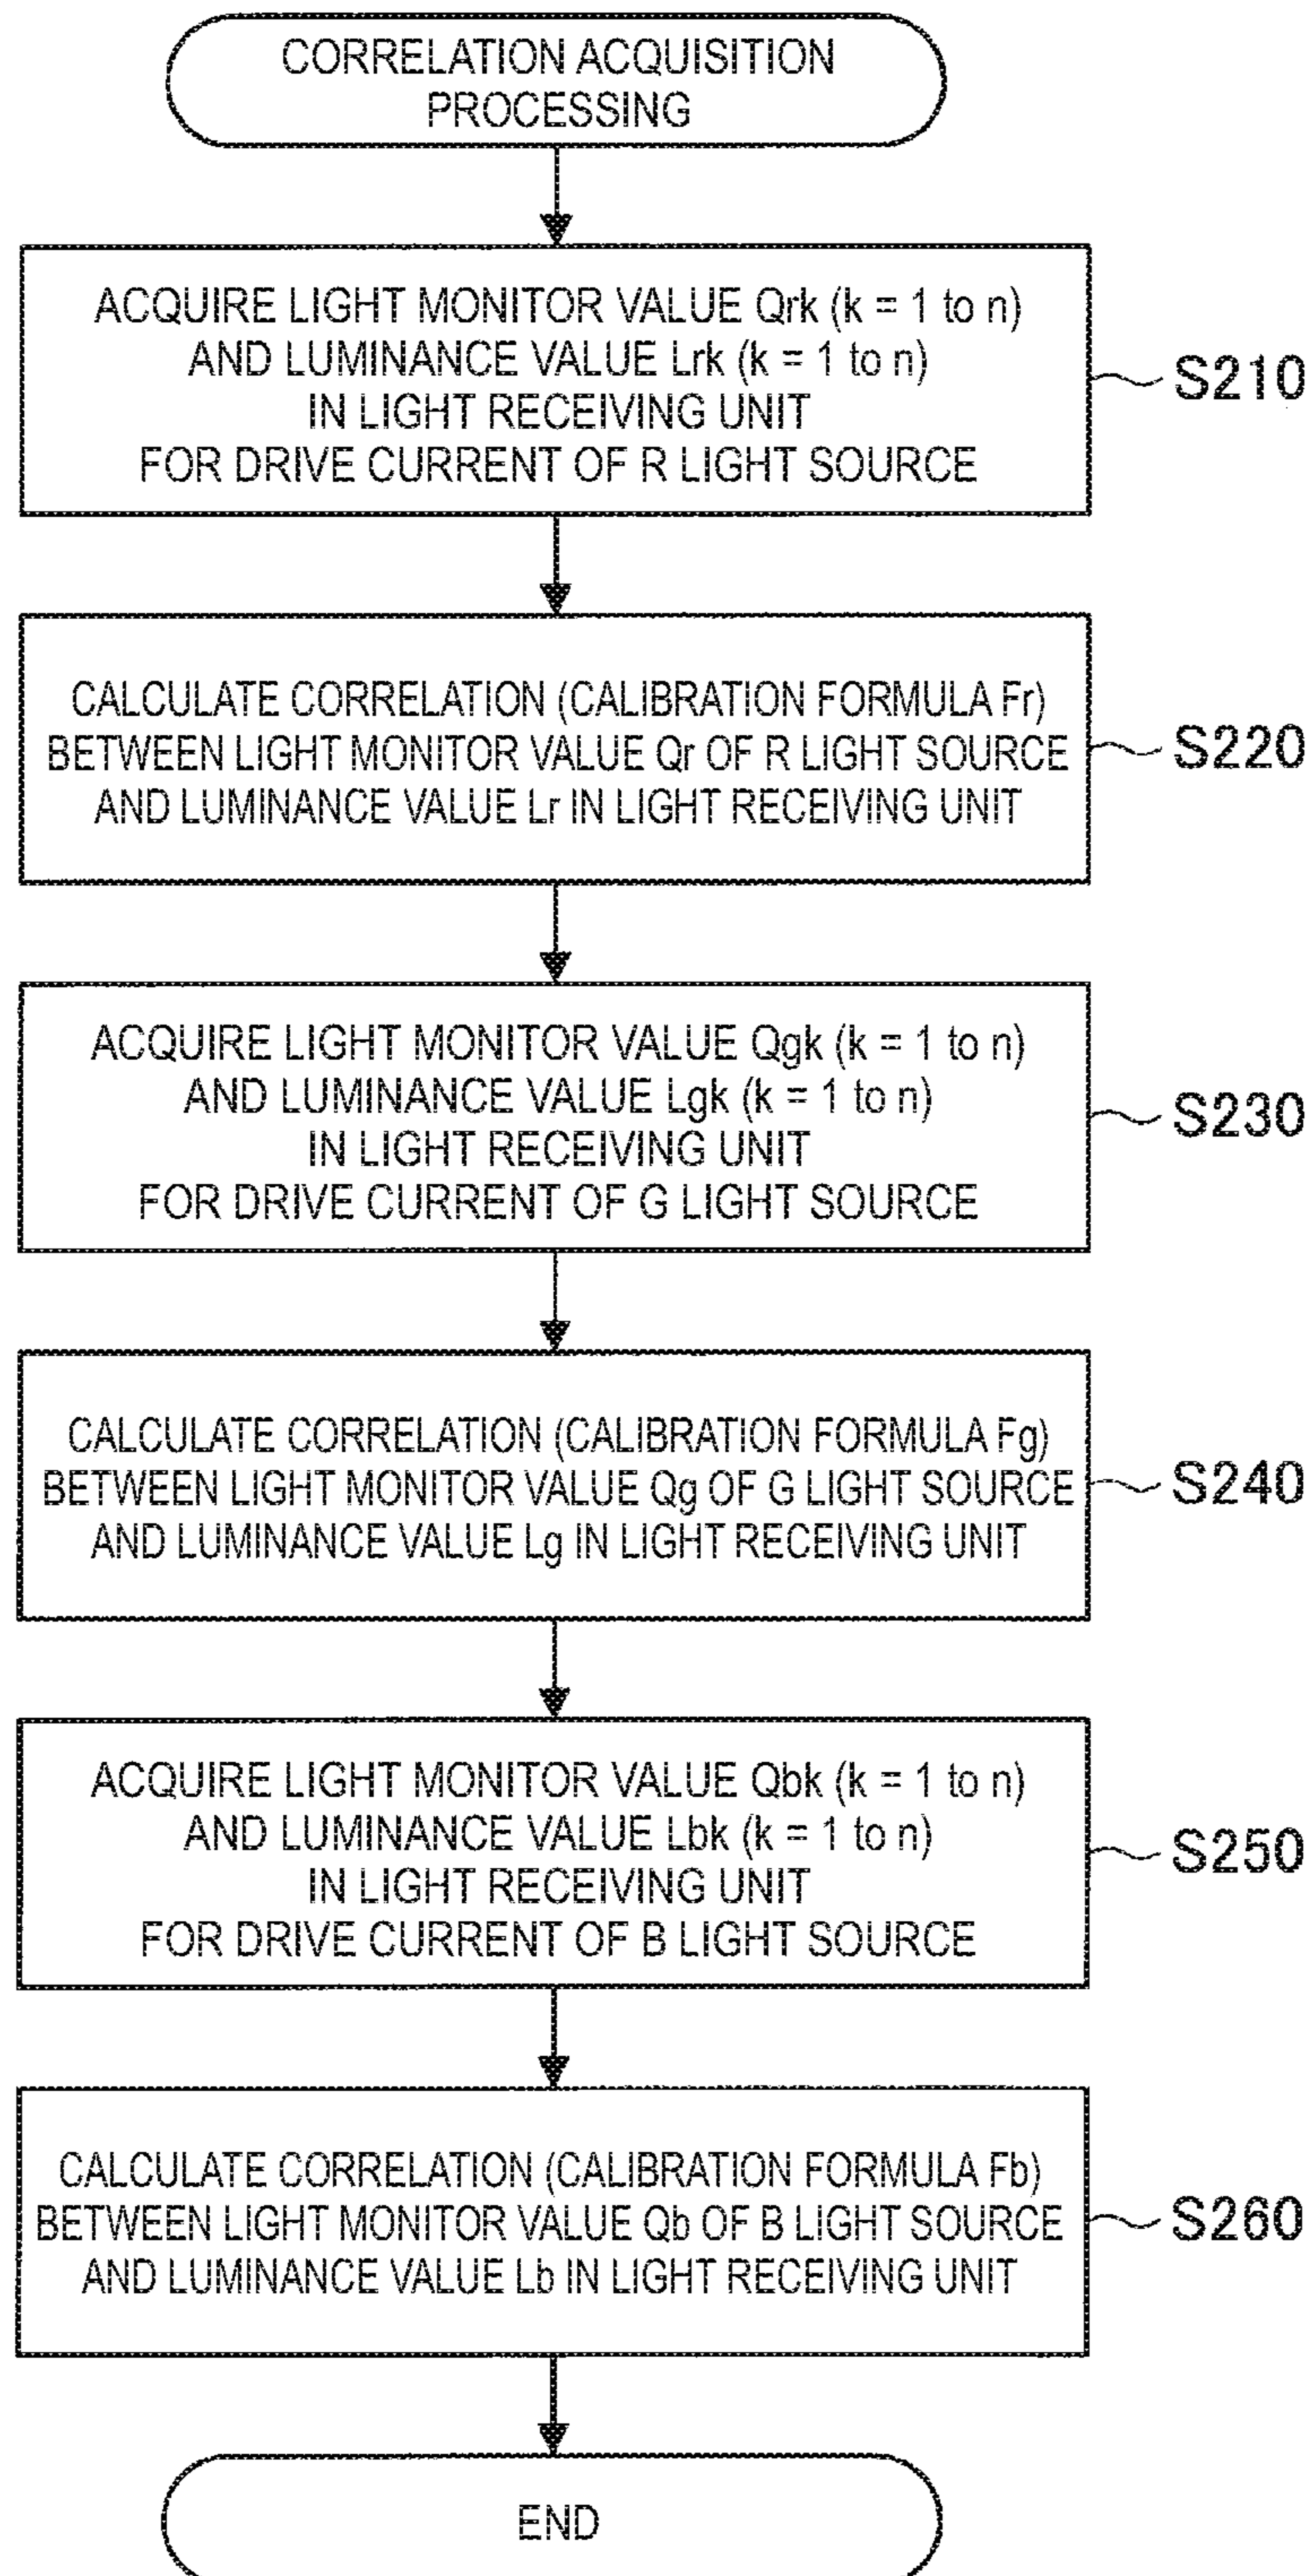 CORRELATION ACQUISITION
PROCESSING
ACQUIRE LIGHT MONITOR VALUE Qrk (k = 1 to n)
AND LUMINANCE VALUE Lrk (k = 1 to n)
IN LIGHT RECEIVING UNIT
FOR DRIVE CURRENT OF R LIGHT SOURCE
S210
CALCULATE CORRELATION (CALIBRATION FORMULA Fr)
BETWEEN LIGHT MONITOR VALUE Qr OF R LIGHT SOURCE
AND LUMINANCE VALUE Lr IN LIGHT RECEIVING UNIT
S220
ACQUIRE LIGHT MONITOR VALUE Qgk (k = 1 to n)
AND LUMINANCE VALUE Lgk (k = 1 to n)
IN LIGHT RECEIVING UNIT
FOR DRIVE CURRENT OF G LIGHT SOURCE
S230
CALCULATE CORRELATION (CALIBRATION FORMULA Fg)
BETWEEN LIGHT MONITOR VALUE Qg OF G LIGHT SOURCE
AND LUMINANCE VALUE Lg IN LIGHT RECEIVING UNIT
S240
ACQUIRE LIGHT MONITOR VALUE Qbk (k = 1 to n)
AND LUMINANCE VALUE Lbk (k = 1 to n)
IN LIGHT RECEIVING UNIT
FOR DRIVE CURRENT OF B LIGHT SOURCE
S250
CALCULATE CORRELATION (CALIBRATION FORMULA Fb)
BETWEEN LIGHT MONITOR VALUE Qb OF B LIGHT SOURCE
AND LUMINANCE VALUE Lb IN LIGHT RECEIVING UNIT
S260
END